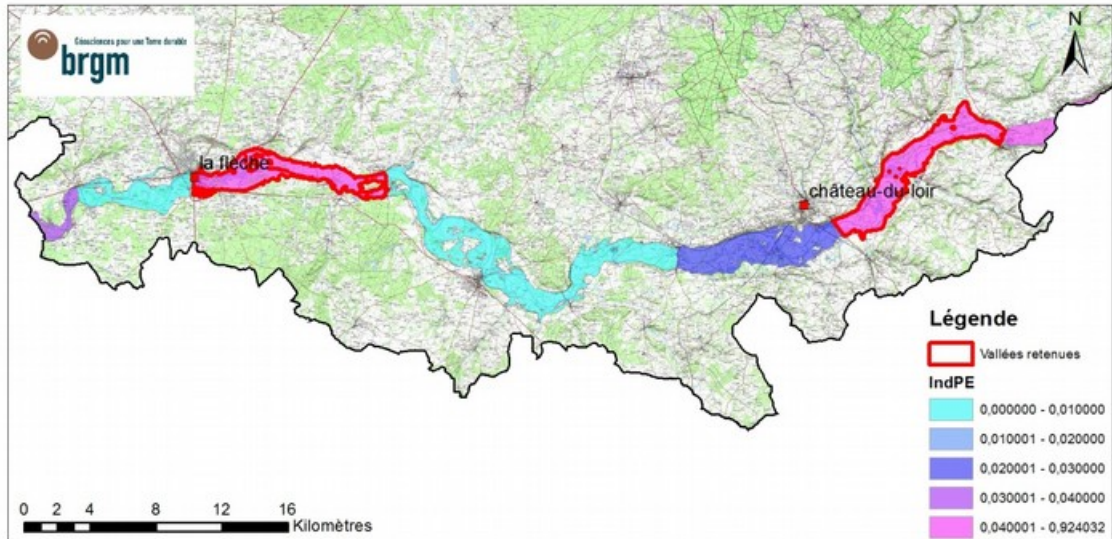 Géosciences pour une Terre durable
brgm
N
la flèche
château-du-loir
Légende
Vallées retenues
IndPE
0,000000 - 0,010000
0,010001 - 0,020000
0,020001 - 0,030000
0,030001 - 0,040000
0,040001 - 0,924032
0 2 4 8 12 16
Kilomètres